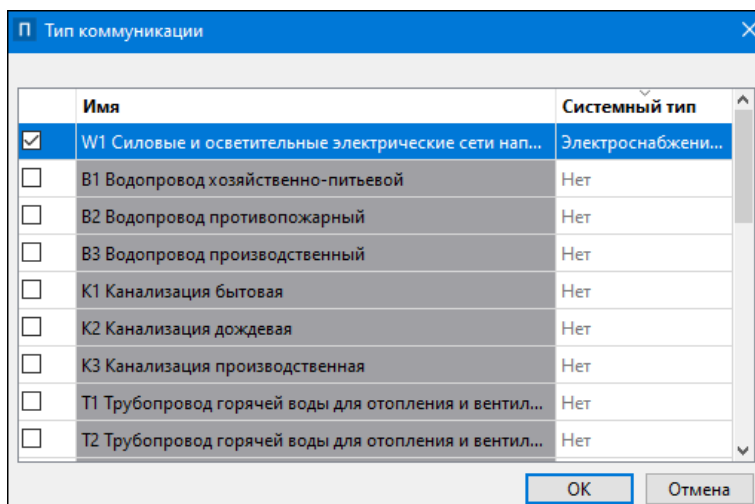 П Тип коммуникации
Имя Системный тип
W1 Силовые и осветительные электрические сети нап... Электроснабжени...
В1 Водопровод хозяйственно-питьевой Нет
В2 Водопровод противопожарный Нет
В3 Водопровод производственный Нет
К1 Канализация бытовая Нет
К2 Канализация дождевая Нет
К3 Канализация производственная Нет
Т1 Трубопровод горячей воды для отопления и вентил... Нет
Т2 Трубопровод горячей воды для отопления и вентил... Нет
ОК Отмена